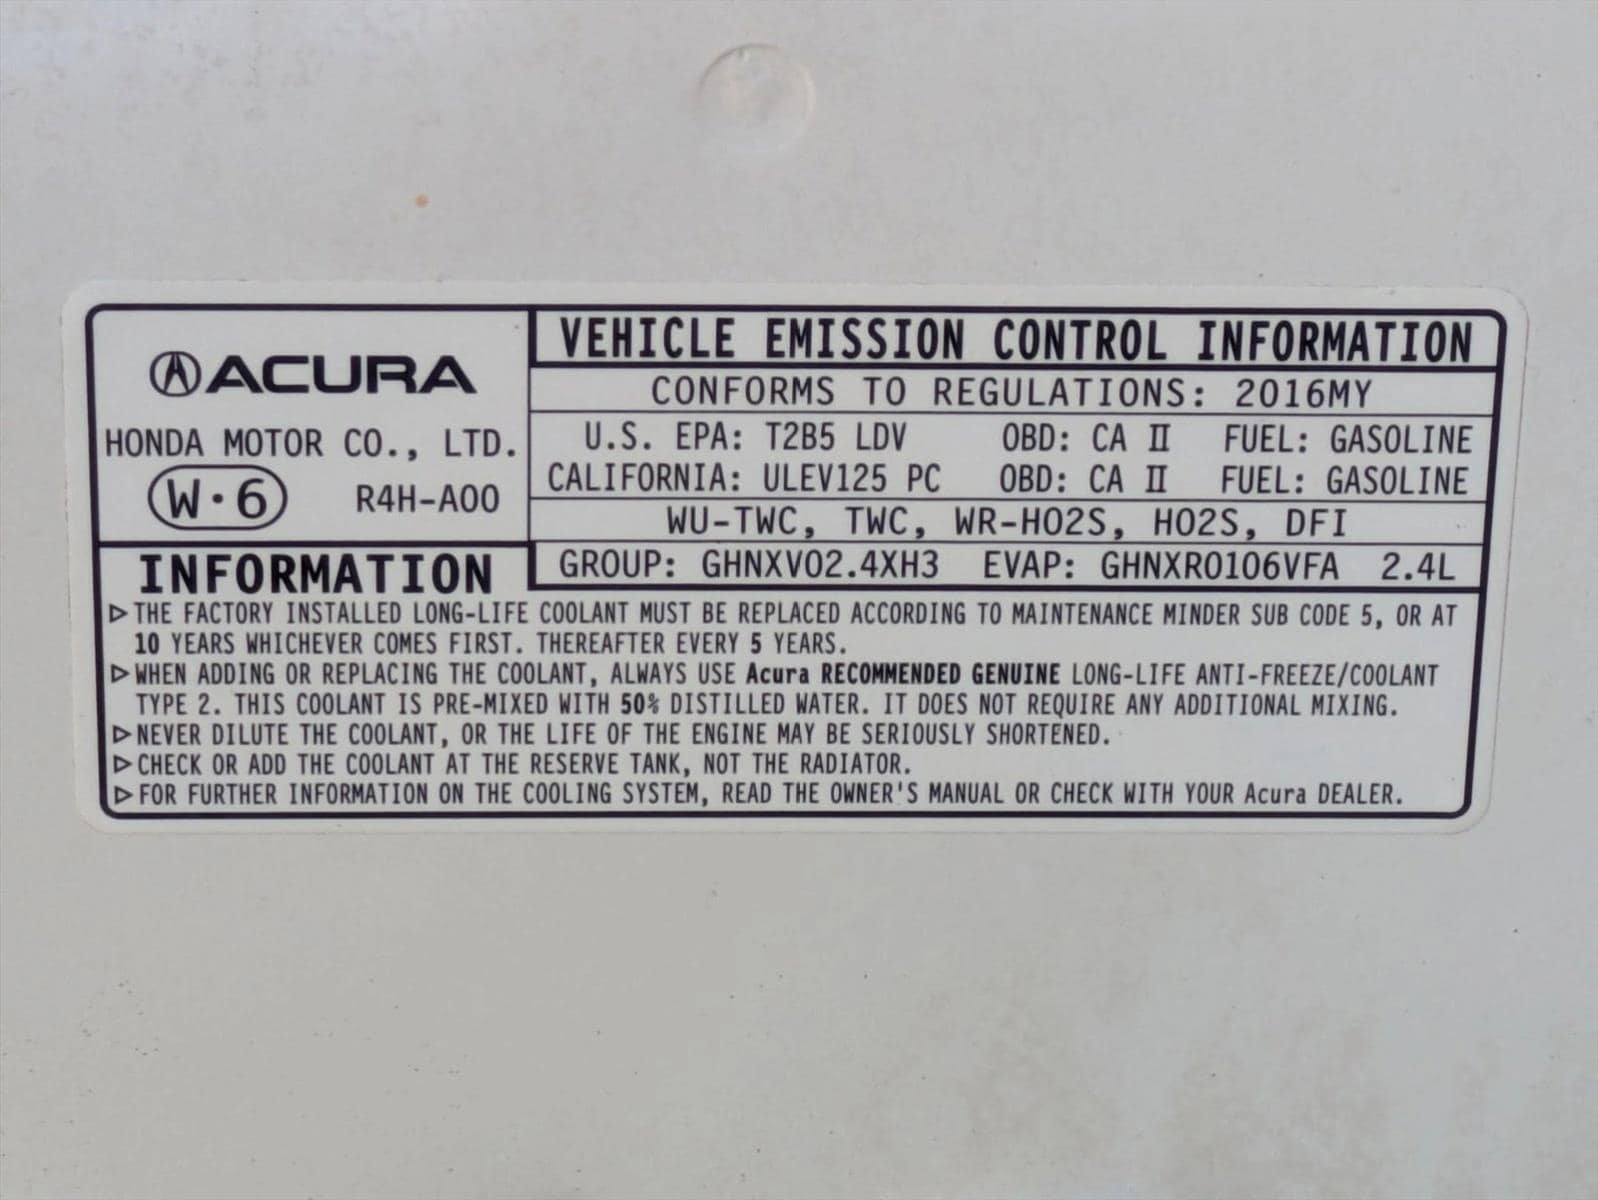 ACURA
HONDA MOTOR CO., LTD.
W·6 R4H-A00
VEHICLE EMISSION CONTROL INFORMATION
CONFORMS TO REGULATIONS: 2016MY
U.S. EPA: T2B5 LDV OBD: CA II FUEL: GASOLINE
CALIFORNIA: ULEV125 PC OBD: CA II FUEL: GASOLINE
WU-TWC, TWC, WR-HO2S, HO2S, DFI
GROUP: GHNXV02.4XH3 EVAP: GHNXR0106VFA 2.4L
INFORMATION
▷THE FACTORY INSTALLED LONG-LIFE COOLANT MUST BE REPLACED ACCORDING TO MAINTENANCE MINDER SUB CODE 5, OR AT
10 YEARS WHICHEVER COMES FIRST. THEREAFTER EVERY 5 YEARS.
▷WHEN ADDING OR REPLACING THE COOLANT, ALWAYS USE Acura RECOMMENDED GENUINE LONG-LIFE ANTI-FREEZE/COOLANT
TYPE 2. THIS COOLANT IS PRE-MIXED WITH 50% DISTILLED WATER. IT DOES NOT REQUIRE ANY ADDITIONAL MIXING.
▷NEVER DILUTE THE COOLANT, OR THE LIFE OF THE ENGINE MAY BE SERIOUSLY SHORTENED.
▷CHECK OR ADD THE COOLANT AT THE RESERVE TANK, NOT THE RADIATOR.
▷FOR FURTHER INFORMATION ON THE COOLING SYSTEM, READ THE OWNER'S MANUAL OR CHECK WITH YOUR Acura DEALER.